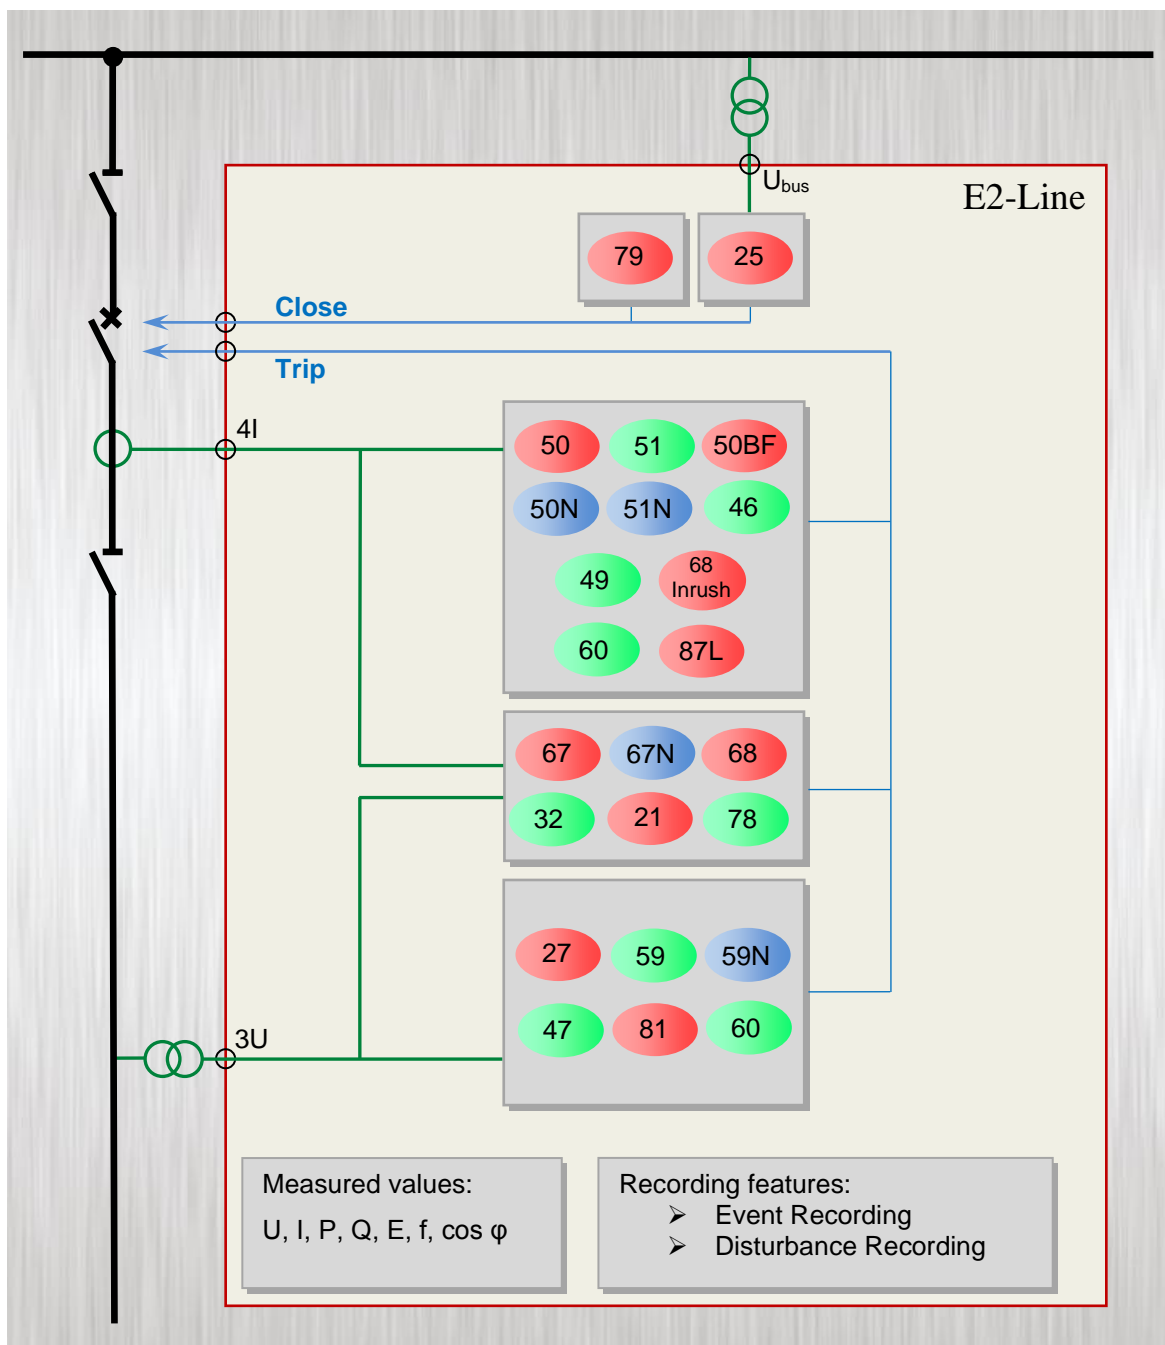 U bus
E2-Line
79
25
Close
Trip
4I
50 51 50BF
50N 51N 46
49 68 Inrush
60 87L
67 67N 68
32 21 78
27 59 59N
3U
47 81 60
Measured values:
U, I, P, Q, E, f, cos φ
Recording features:
➢ Event Recording
➢ Disturbance Recording